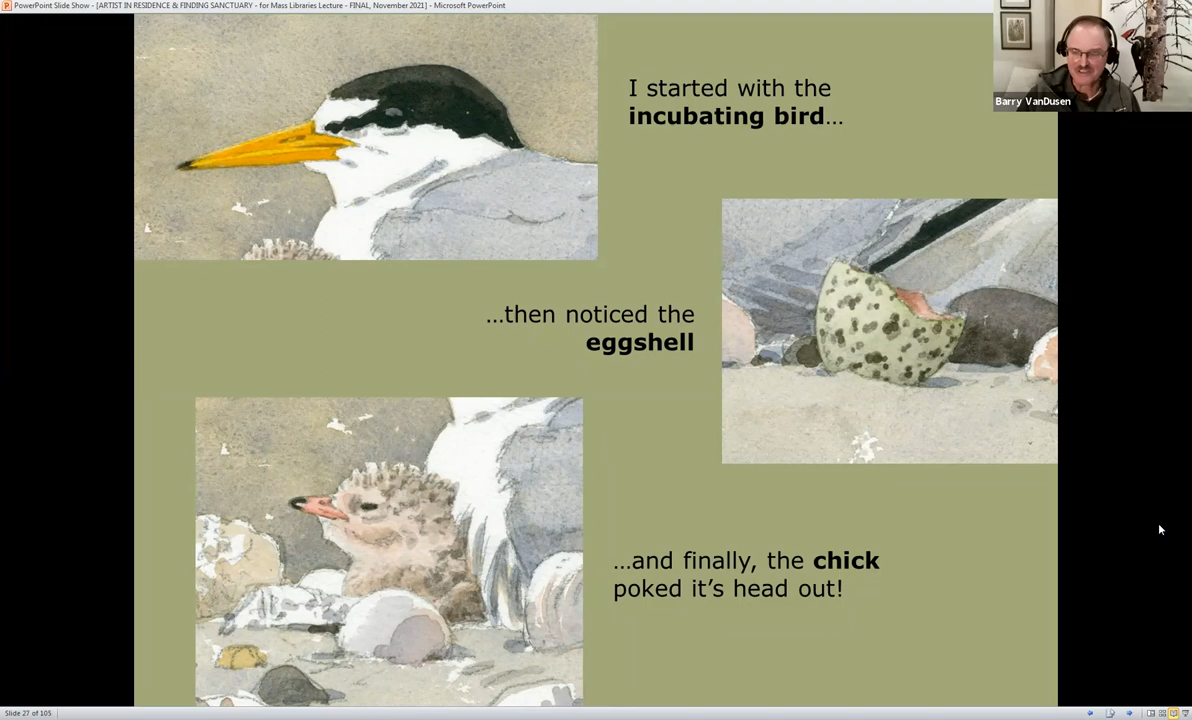 PowerPoint Slide Show - [ARTIST IN RESIDENCE & FINDING SANCTUARY - for Mass Libraries Lecture - FINAL, November 2021] - Microsoft PowerPoint
Barry VanDusen
I started with the
incubating bird…
…then noticed the
eggshell
…and finally, the chick
poked it’s head out!
Slide 27 of 105